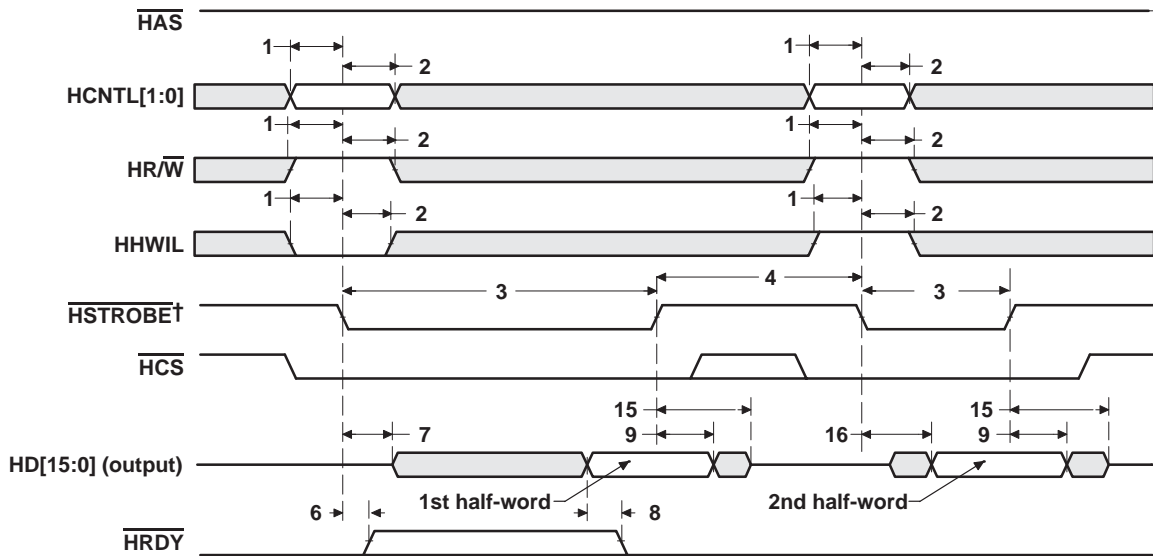 HAS
1
1
2
2
HCNTL[1:0]
1
2
1
2
HR/W
1
2
1
2
HHWIL
3
4
3
HSTROBE†
HCS
15
15
7
9
16
9
HD[15:0] (output)
1st half-word
2nd half-word
6
8
HRDY